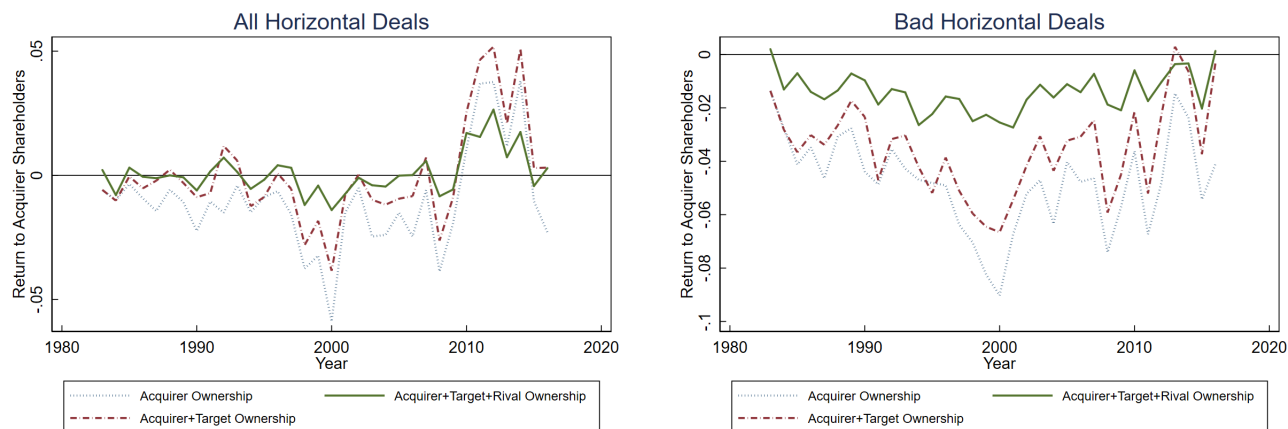 All Horizontal Deals
Return to Acquirer Shareholders
.05
0
-.05
1980 1990 2000 2010 2020
Year
Acquirer Ownership
Acquirer+Target+Rival Ownership
Acquirer+Target Ownership
Bad Horizontal Deals
Return to Acquirer Shareholders
0
-.02
-.04
-.06
-.08
-.1
1980 1990 2000 2010 2020
Year
Acquirer Ownership
Acquirer+Target+Rival Ownership
Acquirer+Target Ownership